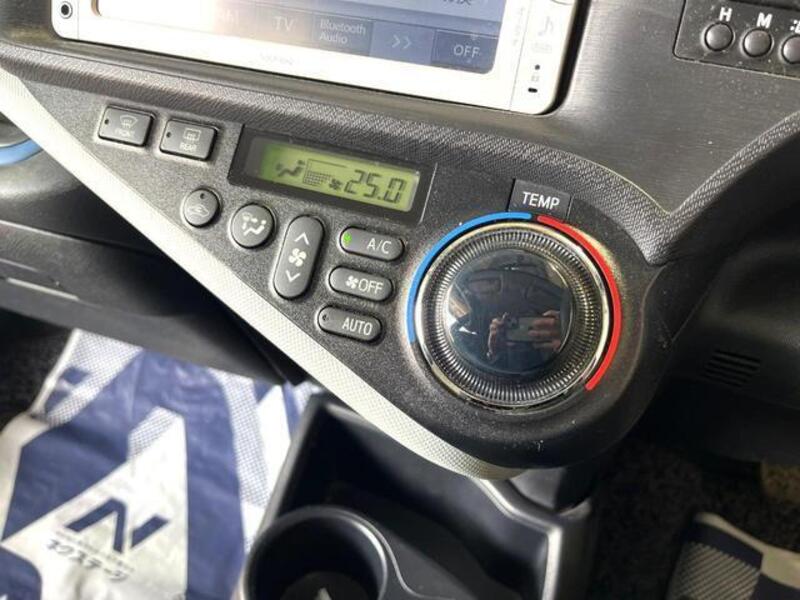 TV
Bluetooth
Audio
>>
OFF
H
M
FRONT
REAR
25.0
TEMP
A/C
OFF
AUTO
N
ネクステージ